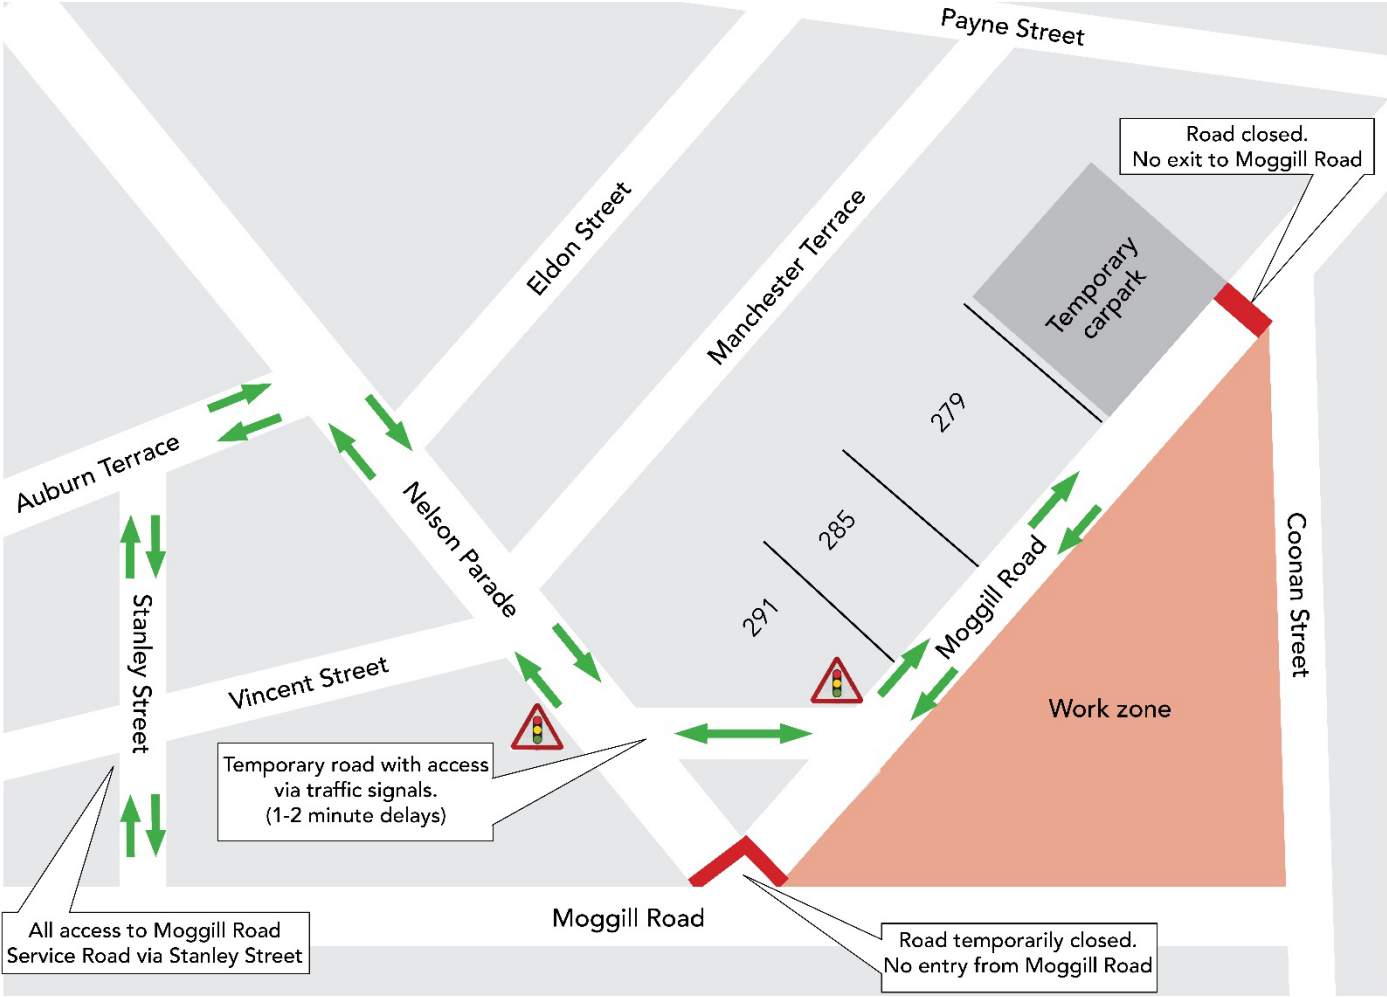 Payne Street
Road closed.
No exit to Moggill Road
Eldon Street
Manchester Terrace
Temporary
carpark
279
285
291
Auburn Terrace
Nelson Parade
Moggill Road
Coonan Street
Stanley Street
Vincent Street
Work zone
Temporary road with access
via traffic signals.
(1-2 minute delays)
Moggill Road
All access to Moggill Road
Service Road via Stanley Street
Road temporarily closed.
No entry from Moggill Road